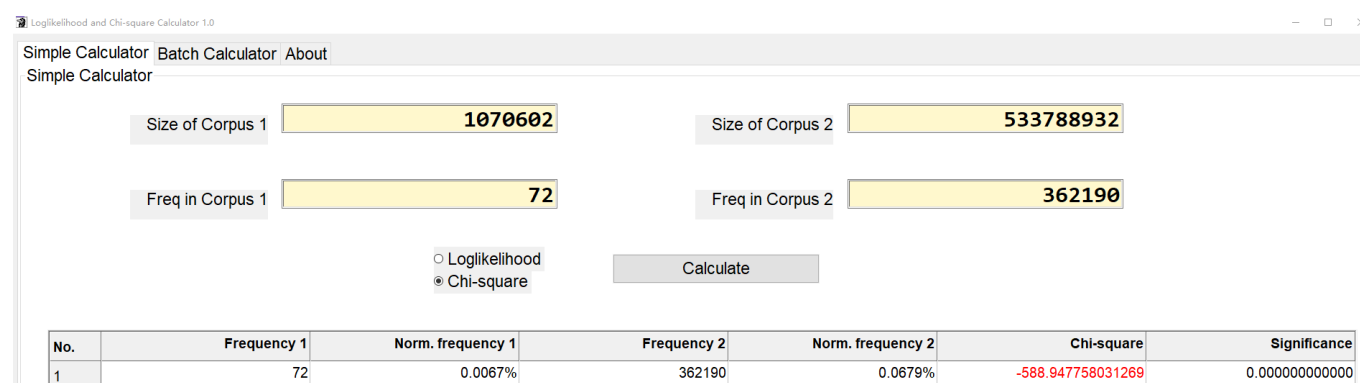 Loglikelihood and Chi-square Calculator 1.0
Simple Calculator Batch Calculator About
Simple Calculator
Size of Corpus 1 1070602 Size of Corpus 2 533788932
Freq in Corpus 1 72 Freq in Corpus 2 362190
Loglikelihood
Chi-square
Calculate
No. Frequency 1 Norm. frequency 1 Frequency 2 Norm. frequency 2 Chi-square Significance
1 72 0.0067% 362190 0.0679% -588.947758031269 0.000000000000